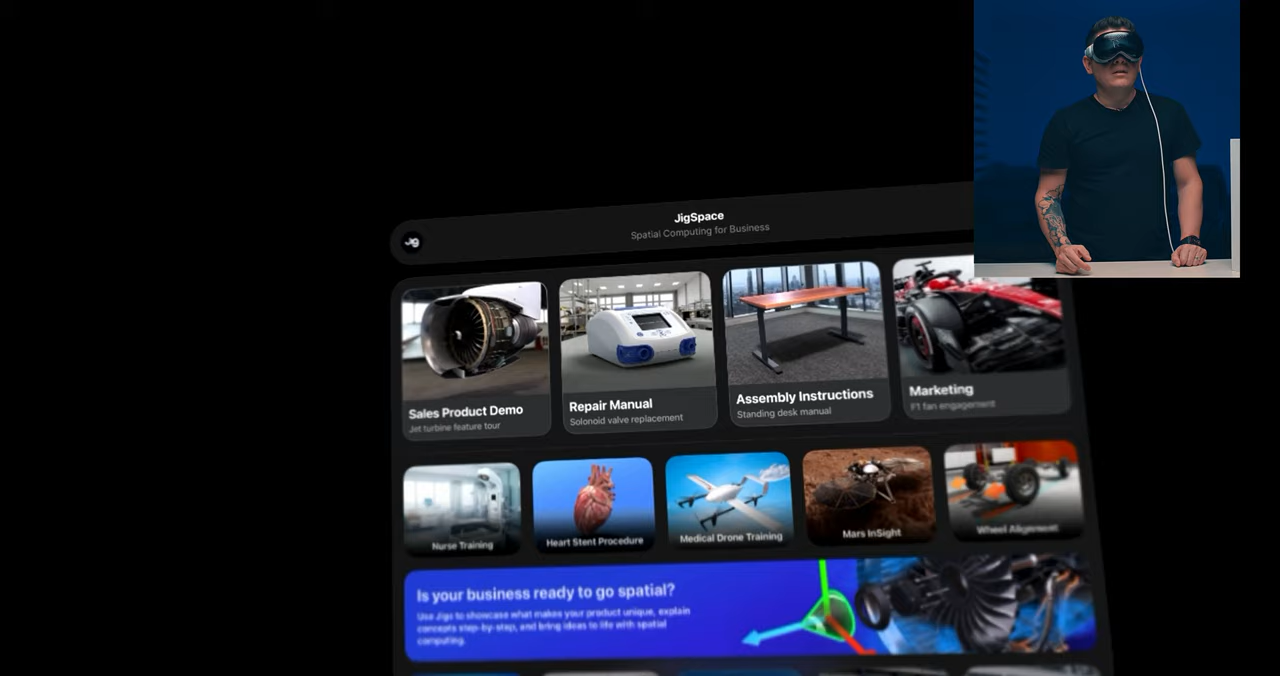 JigSpace
Spatial Computing for Business
Jig
Sales Product Demo
Jet turbine feature tour
Repair Manual
Solonoid valve replacement
Assembly Instructions
Standing desk manual
Marketing
F1 fan engagement
Nurse Training
Heart Stent Procedure
Medical Drone Training
Mars InSight
Wheel Alignment
Is your business ready to go spatial?
Use Jigs to showcase what makes your product unique, explain
concepts step-by-step, and bring ideas to life with spatial
computing.